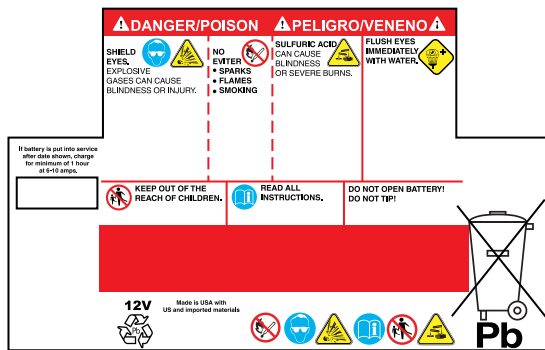 DANGER/POISON
PELIGRO/VENENO
SHIELD
EYES.
EXPLOSIVE
GASES CAN CAUSE
BLINDNESS OR INJURY.
NO
EVITER
• SPARKS
• FLAMES
• SMOKING
SULFURIC ACID
CAN CAUSE
BLINDNESS
OR SEVERE BURNS.
FLUSH EYES
IMMEDIATELY
WITH WATER.
If battery is put into service
after date shown, charge
for minimum of 1 hour
at 6-10 amps.
KEEP OUT OF THE
REACH OF CHILDREN.
READ ALL
INSTRUCTIONS.
DO NOT OPEN BATTERY!
DO NOT TIP!
12V
Pb
Made is USA with
US and imported materials
Pb